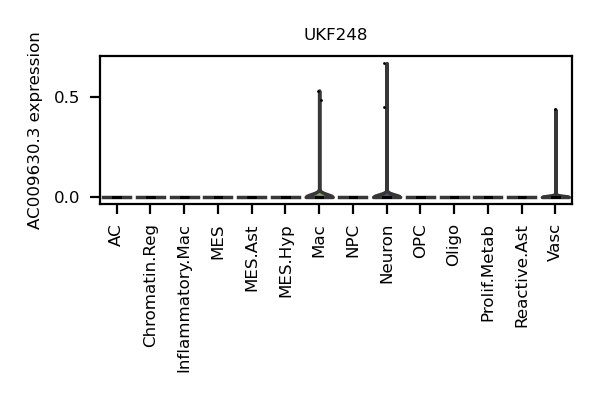 UKF248
AC009630.3 expression
0.5
0.0
AC
Chromatin.Reg
Inflammatory.Mac
MES
MES.Ast
MES.Hyp
Mac
NPC
Neuron
OPC
Oligo
Prolif.Metab
Reactive.Ast
Vasc